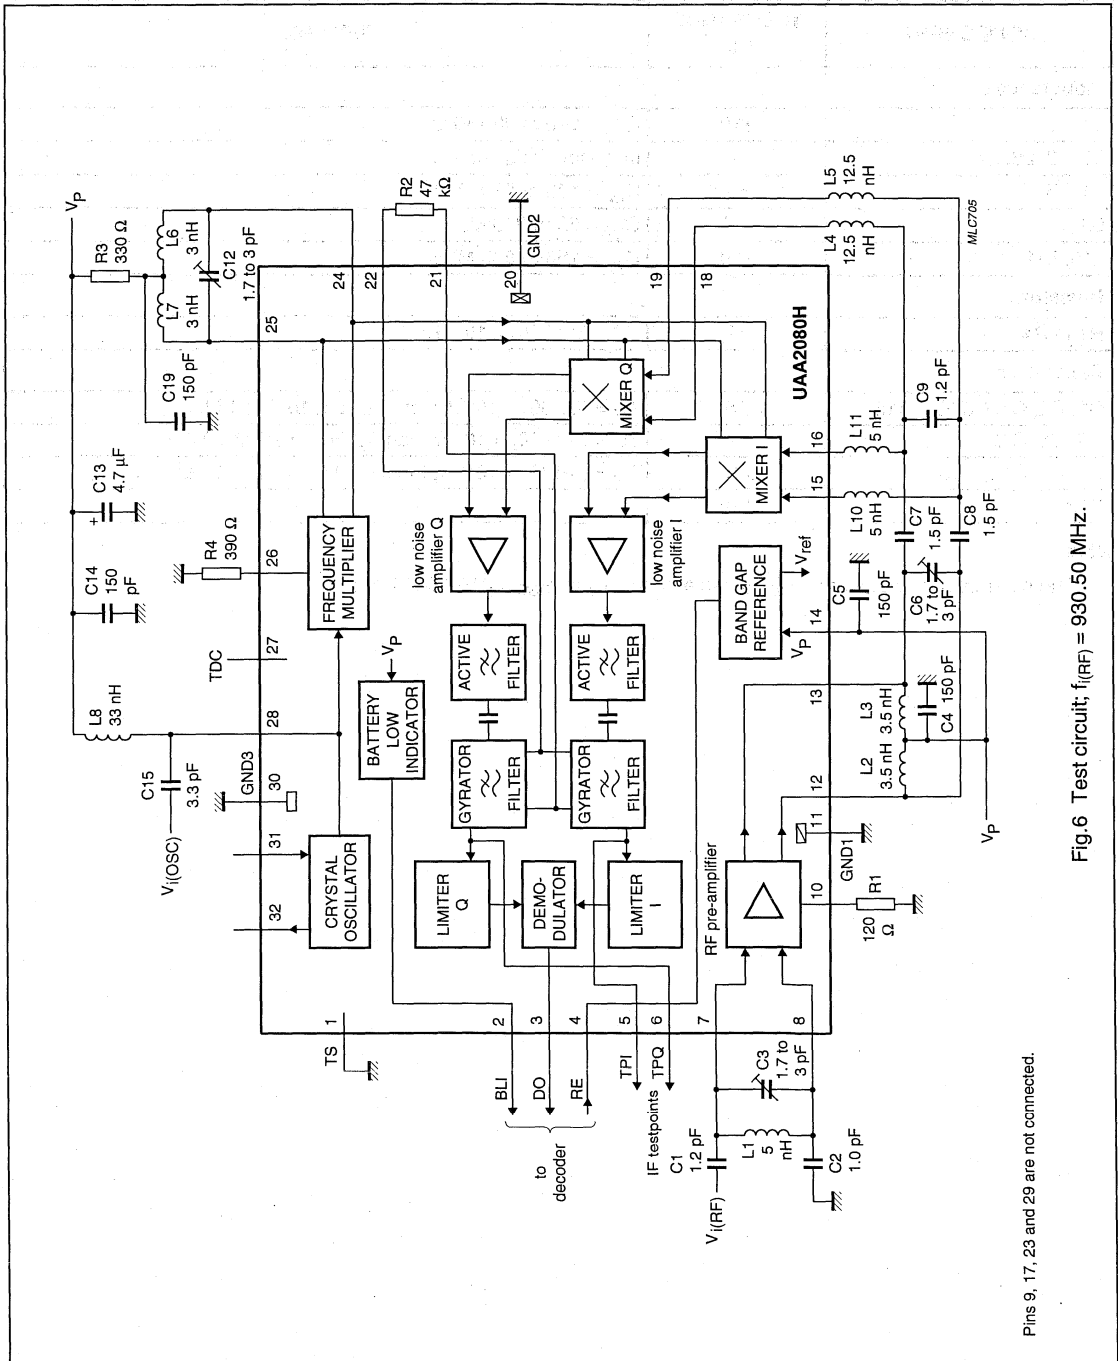 VP
R3
330 Ω
L6
3 nH
L7
3 nH
C12
1.7 to 3 pF
C19
150 pF
C13
4.7 µF
+
C14
150
pF
R4
390 Ω
L8
33 nH
C15
3.3 pF
Vi(OSC)
GND3
TDC
R2
47
kΩ
GND2
L5
12.5
nH
L4
12.5
nH
MLC705
32
31
30
28
27
26
25
24
22
21
20
19
18
16
15
14
13
12
11
10
8
7
6
5
4
3
2
1
TS
UAA2080H
CRYSTAL
OSCILLATOR
FREQUENCY
MULTIPLIER
BATTERY
LOW
INDICATOR
VP
low noise
amplifier Q
MIXER Q
ACTIVE
FILTER
GYRATOR
FILTER
LIMITER
Q
DEMO-
DULATOR
LIMITER
I
GYRATOR
FILTER
ACTIVE
FILTER
low noise
amplifier I
MIXER I
BAND GAP
REFERENCE
Vref
VP
RF pre-amplifier
BLI
DO
RE
to
decoder
TPI
TPQ
IF testpoints
C1
1.2 pF
L1
5
nH
C3
1.7 to
3 pF
C2
1.0 pF
Vi(RF)
R1
120
Ω
GND1
VP
L2
3.5 nH
L3
3.5 nH
C4
150 pF
C5
150 pF
C6
1.7 to
3 pF
C7
1.5 pF
C8
1.5 pF
L10
5 nH
L11
5 nH
C9
1.2 pF
Pins 9, 17, 23 and 29 are not connected.
Fig.6 Test circuit; fi(RF) = 930.50 MHz.